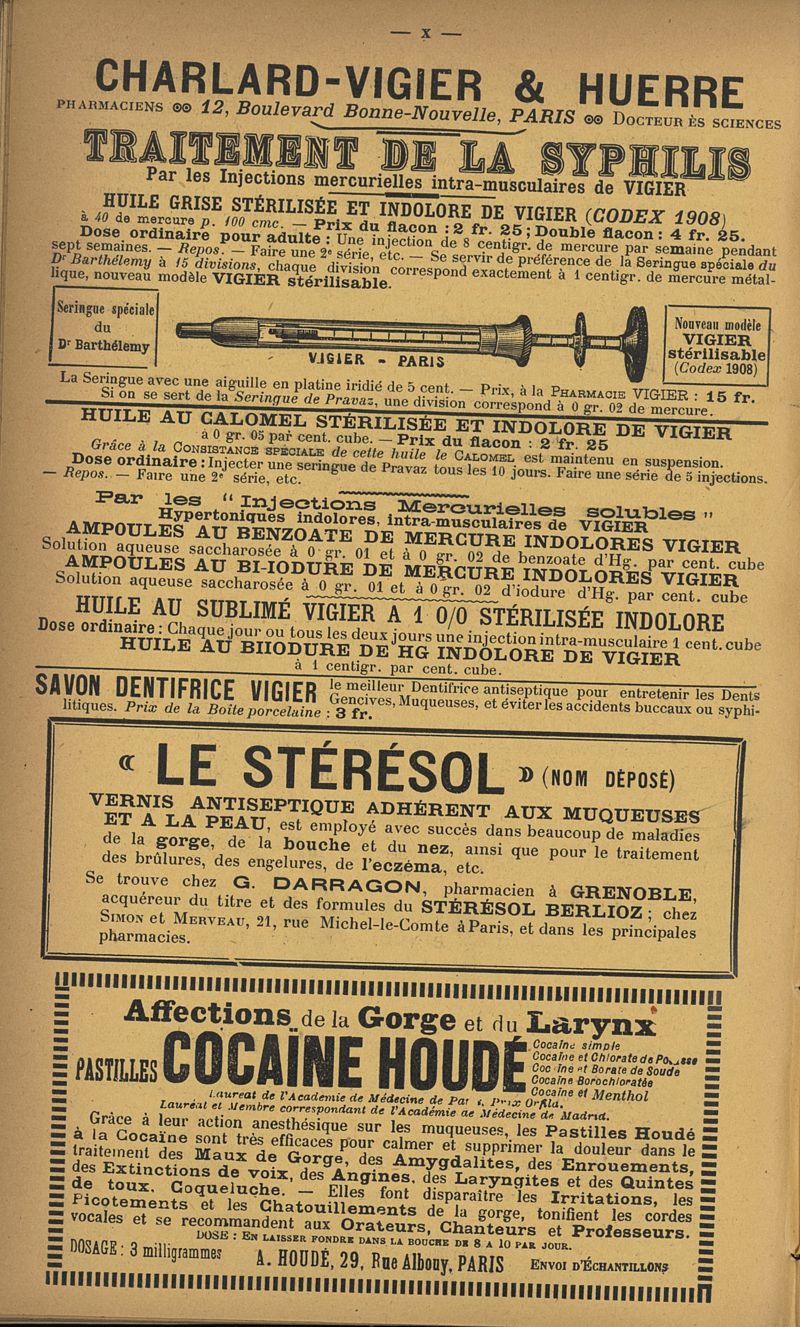 — X —
CHARLARD-VIGIER & HUERRE
PHARMACIENS 12, Boulevard Bonne-Nouvelle, PARIS DOCTEUR ÈS SCIENCES
TRAITEMENT DE LA SYPHILIS
Par les Injections mercurielles intra-musculaires de VIGIER
HUILE GRISE STÉRILISÉE ET INDOLORE DE VIGIER (CODEX 1908)
à 40 de mercure p. 100 cmc. — Prix du flacon : 2 fr. 25; Double flacon : 4 fr. 25.
Dose ordinaire pour adulte : Une injection de 8 centigr. de mercure par semaine pendant
sept semaines. — Repos. — Faire une 2e série, etc. — Se servir de préférence de la Seringue spéciale du
Dr Barthélemy à 15 divisions, chaque division correspond exactement à 1 centigr. de mercure métal-
lique, nouveau modèle VIGIER stérilisable.
Seringue spéciale
du
Dr Barthélemy
VIGIER - PARIS
Nouveau modèle
VIGIER
stérilisable
(Codex 1908)
La Seringue avec une aiguille en platine iridié de 5 cent. — Prix, à la PHARMACIE VIGIER : 15 fr.
Si on se sert de la Seringue de Pravaz, une division correspond à 0 gr. 02 de mercure.
HUILE AU CALOMEL STÉRILISÉE ET INDOLORE DE VIGIER
à 0 gr. 05 par cent. cube. — Prix du flacon : 2 fr. 25
Grâce à la CONSISTANCE SPÉCIALE de cette huile le CALOMEL est maintenu en suspension.
Dose ordinaire : Injecter une seringue de Pravaz tous les 10 jours. Faire une série de 5 injections.
— Repos. — Faire une 2e série, etc.
Par les "Injections Mercurielles solubles"
Hypertoniques indolores, intra-musculaires de VIGIER
AMPOULES AU BENZOATE DE MERCURE INDOLORES VIGIER
Solution aqueuse saccharosée à 0 gr. 01 et à 0 gr. 02 de benzoate d'Hg. par cent. cube
AMPOULES AU BI-IODURE DE MERCURE INDOLORES VIGIER
Solution aqueuse saccharosée à 0 gr. 01 et à 0 gr. 02 d'iodure d'Hg. par cent. cube
HUILE AU SUBLIMÉ VIGIER A 1 0/0 STÉRILISÉE INDOLORE
Dose ordinaire : Chaque jour ou tous les deux jours une injection intra-musculaire 1 cent. cube
HUILE AU BIIODURE DE HG INDOLORE DE VIGIER
à 1 centigr. par cent. cube.
SAVON DENTIFRICE VIGIER le meilleur Dentifrice antiseptique pour entretenir les Dents
Gencives, Muqueuses, et éviter les accidents buccaux ou syphi-
litiques. Prix de la Boîte porcelaine : 3 fr.
« LE STÉRÉSOL » (NOM DÉPOSÉ)
VERNIS ANTISEPTIQUE ADHÉRENT AUX MUQUEUSES
ET A LA PEAU, est employé avec succès dans beaucoup de maladies
de la gorge, de la bouche et du nez, ainsi que pour le traitement
des brûlures, des engelures, de l'eczéma, etc.
Se trouve chez G. DARRAGON, pharmacien à GRENOBLE,
acquéreur du titre et des formules du STÉRÉSOL BERLIOZ ; chez
SIMON et MERVEAU, 21, rue Michel-le-Comte à Paris, et dans les principales
pharmacies.
Affections de la Gorge et du Larynx
PASTILLES COCAÏNE HOUDÉ
Cocaïne simple
Cocaïne et Chlorate de Potasse
Cocaïne et Borate de Soude
Cocaïne Borochloratée
Cocaïne et Menthol
Lauréat de l'Académie de Médecine de Paris, Prix Orfila.
Lauréat et Membre correspondant de l'Académie de Médecine de Madrid.
Grâce à leur action anesthésique sur les muqueuses, les Pastilles Houdé
à la Cocaïne sont très efficaces pour calmer et supprimer la douleur dans le
traitement des Maux de Gorge, des Amygdalites, des Enrouements,
des Extinctions de voix, des Angines, des Laryngites et des Quintes
de toux, Coqueluche. — Elles font disparaître les Irritations, les
Picotements et les Chatouillements de la gorge, tonifient les cordes
vocales et se recommandent aux Orateurs, Chanteurs et Professeurs.
DOSE : EN LAISSER FONDRE DANS LA BOUCHE DE 8 A 10 PAR JOUR.
DOSAGE : 3 milligrammes A. HOUDÉ, 29, Rue Albouy, PARIS ENVOI D'ÉCHANTILLONS